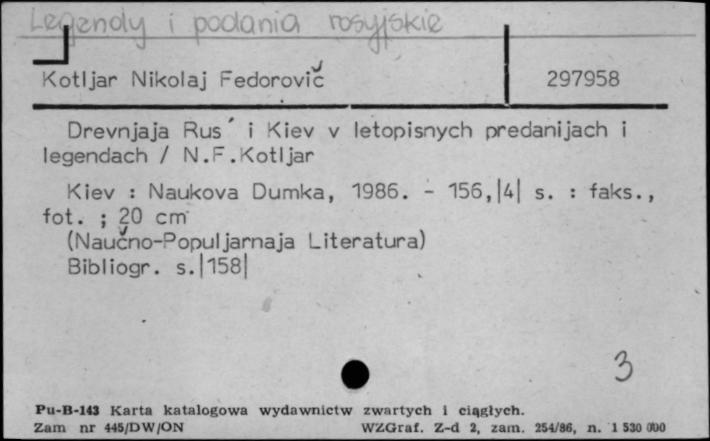 Legendy i podania rosyjskie
Kotljar Nikolaj Fedorovič 297958
Drevnjaja Rus′ i Kiev v letopisnych predanijach i
legendach / N.F.Kotljar
Kiev : Naukova Dumka, 1986. - 156,|4| s. : faks.,
fot. ; 20 cm
(Naučno-Populjarnaja Literatura)
Bibliogr. s.|158|
3
Pu-B-143 Karta katalogowa wydawnictw zwartych i ciągłych.
Zam nr 445/DW/ON WZGraf. Z-d 2, zam. 254/86, n. 1 530 000